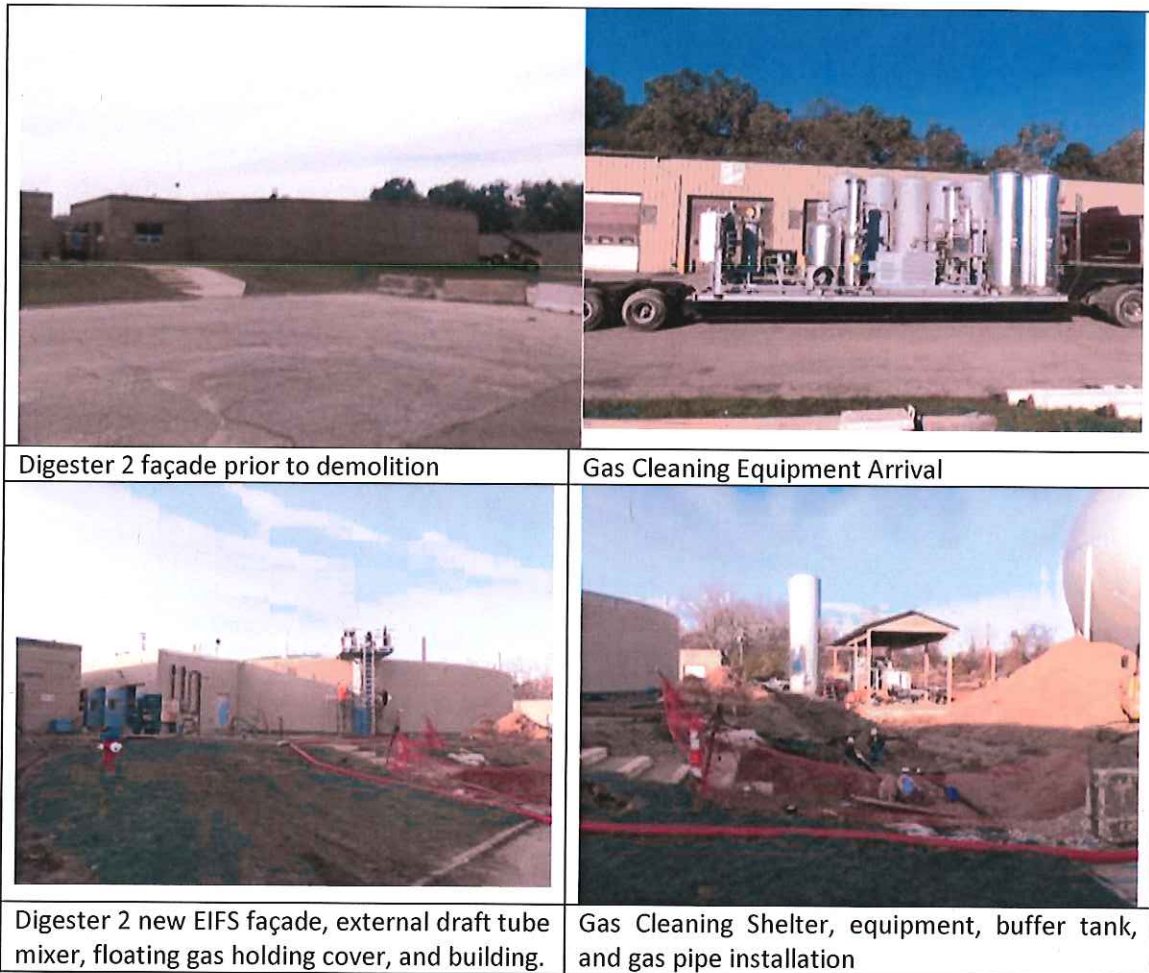 Digester 2 façade prior to demolition
Gas Cleaning Equipment Arrival
Digester 2 new EIFS façade, external draft tube
mixer, floating gas holding cover, and building.
Gas Cleaning Shelter, equipment, buffer tank,
and gas pipe installation